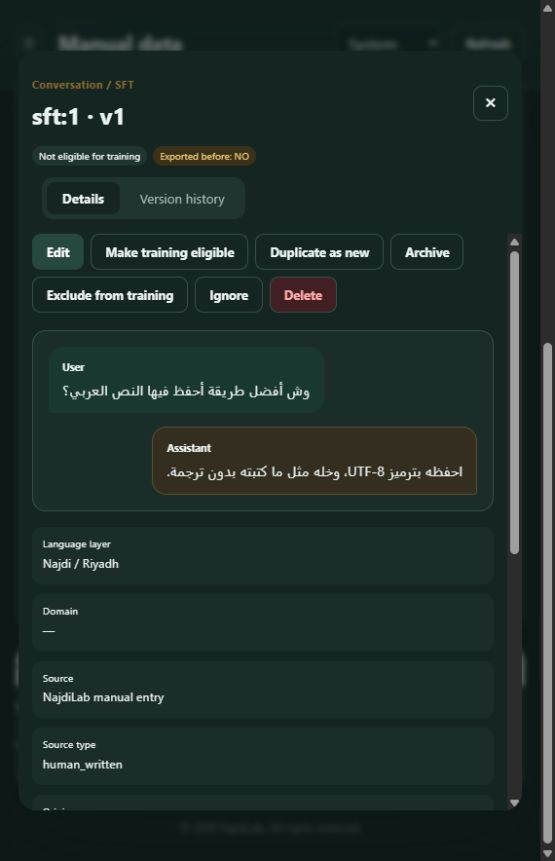 Manual data
Systems
Refresh
Conversation / SFT
sft:1 · v1
×
Not eligible for training
Exported before: NO
Details
Version history
Edit
Make training eligible
Duplicate as new
Archive
Exclude from training
Ignore
Delete
User
وش أفضل طريقة أحفظ فيها النص العربي؟
Assistant
احفظه بترميز UTF-8، وخله مثل ما كتبته بدون ترجمة.
Language layer
Najdi / Riyadh
Domain
—
Source
NajdiLab manual entry
Source type
human_written